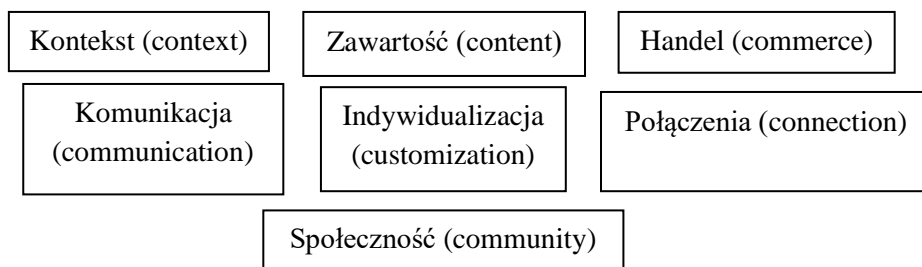 Kontekst (context)
Zawartość (content)
Handel (commerce)
Komunikacja
(communication)
Indywidualizacja
(customization)
Połączenia (connection)
Społeczność (community)